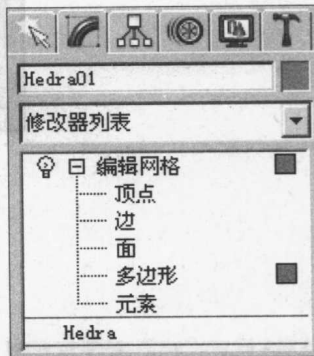 Hedra01
修改器列表
编辑网格
顶点
边
面
多边形
元素
Hedra